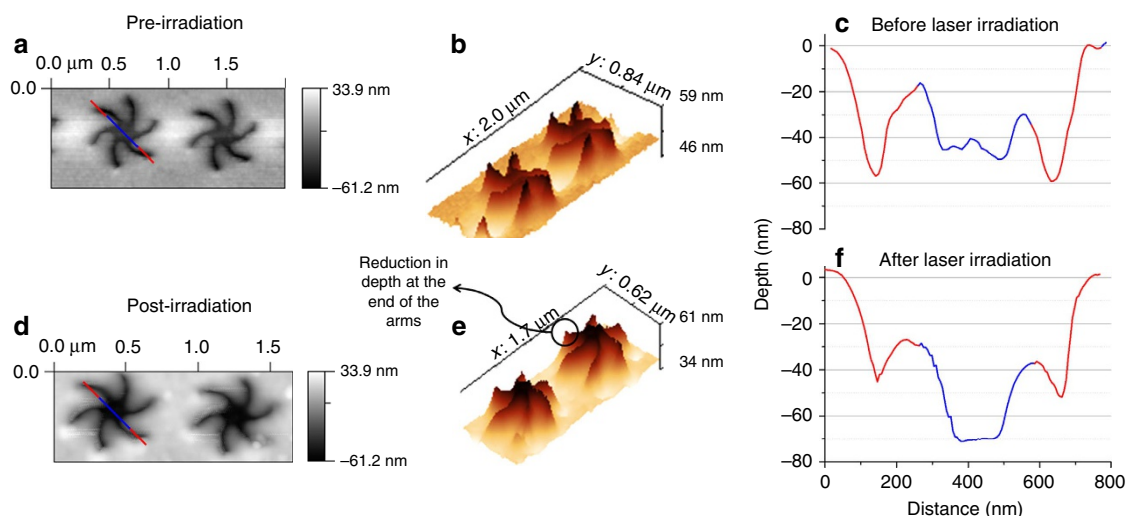 Pre-irradiation
a
0.0 μm 0.5 1.0 1.5
0.0
33.9 nm
–61.2 nm
b
x: 2.0 μm
y: 0.84 μm
59 nm
46 nm
c
Before laser irradiation
0
–20
–40
–60
–80
Depth (nm)
Post-irradiation
d
0.0 μm 0.5 1.0 1.5
0.0
33.9 nm
–61.2 nm
Reduction in
depth at the
end of the
arms
e
x: 1.7 μm
y: 0.62 μm
61 nm
34 nm
f
After laser irradiation
0
–20
–40
–60
–80
0 200 400 600 800
Distance (nm)